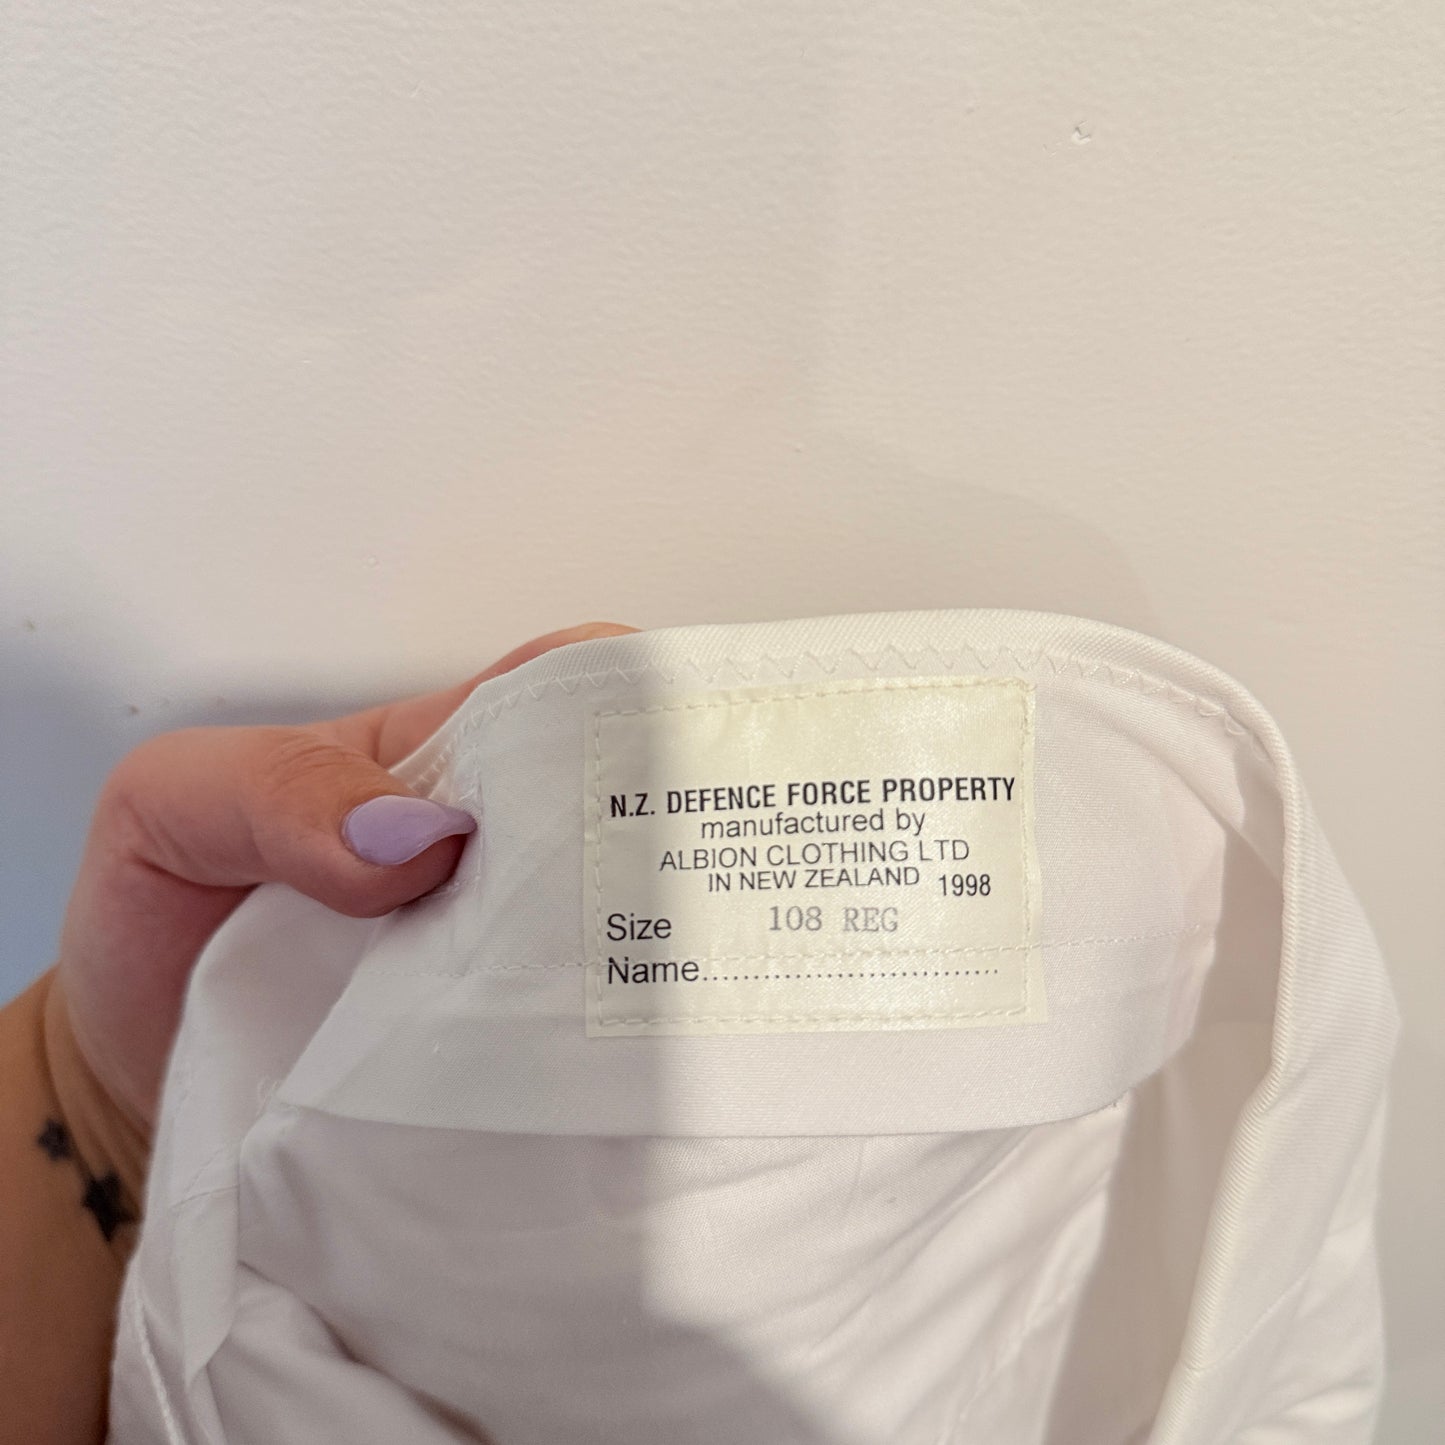 N.Z. DEFENCE FORCE PROPERTY
manufactured by
ALBION CLOTHING LTD
IN NEW ZEALAND 1998
Size 108 REG
Name..............................